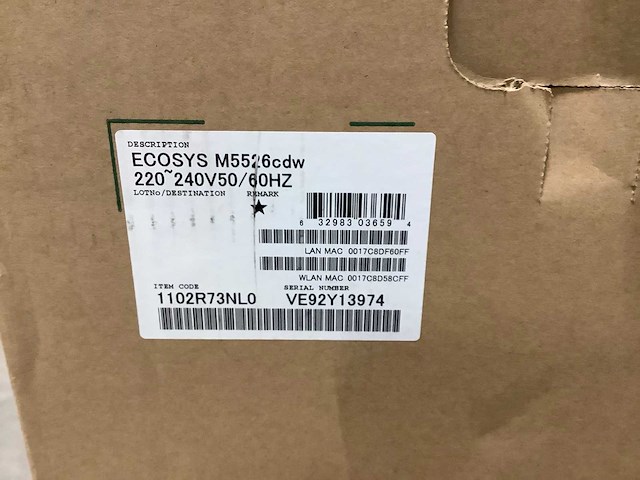 DESCRIPTION
ECOSYS M5526cdw
220~240V50/60HZ
LOTNo/DESTINATION REMARK
★
6 32983 03659 4
LAN MAC 0017C8DF60FF
WLAN MAC 0017C8D58CFF
ITEM CODE SERIAL NUMBER
1102R73NL0 VE92Y13974